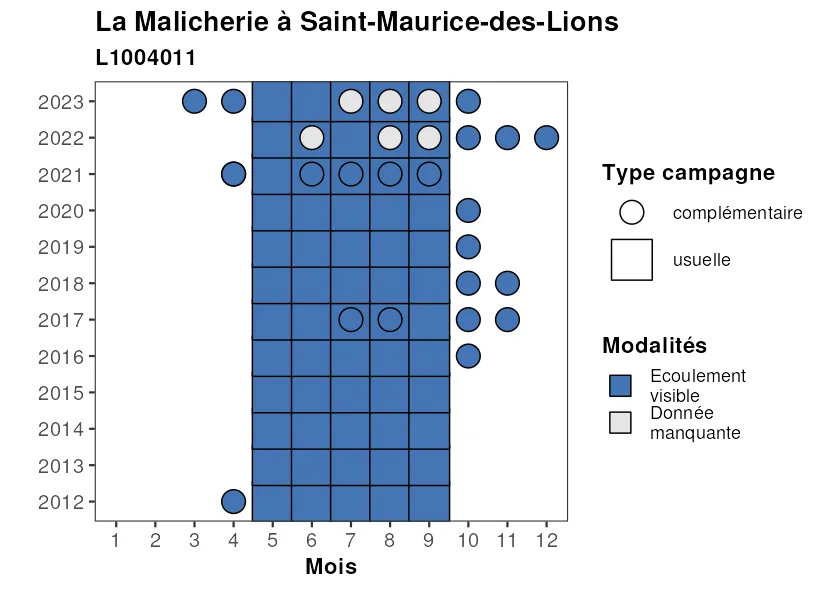 La Malicherie à Saint-Maurice-des-Lions
L1004011
2023
2022
2021
2020
2019
2018
2017
2016
2015
2014
2013
2012
1 2 3 4 5 6 7 8 9 10 11 12
Mois
Type campagne
complémentaire
usuelle
Modalités
Ecoulement
visible
Donnée
manquante